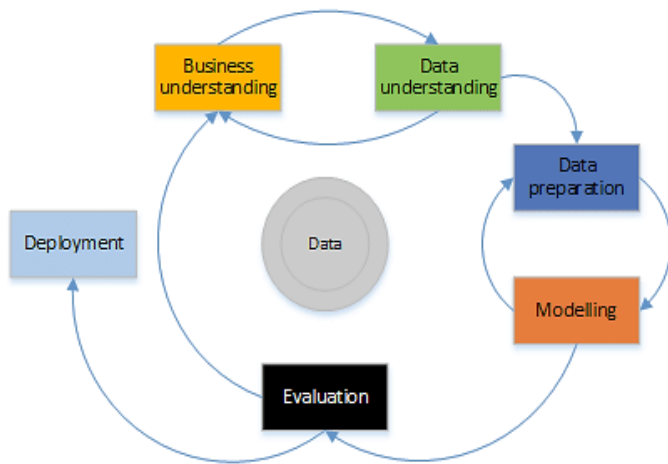 Business
understanding
Data
understanding
Data
preparation
Deployment
Data
Modelling
Evaluation